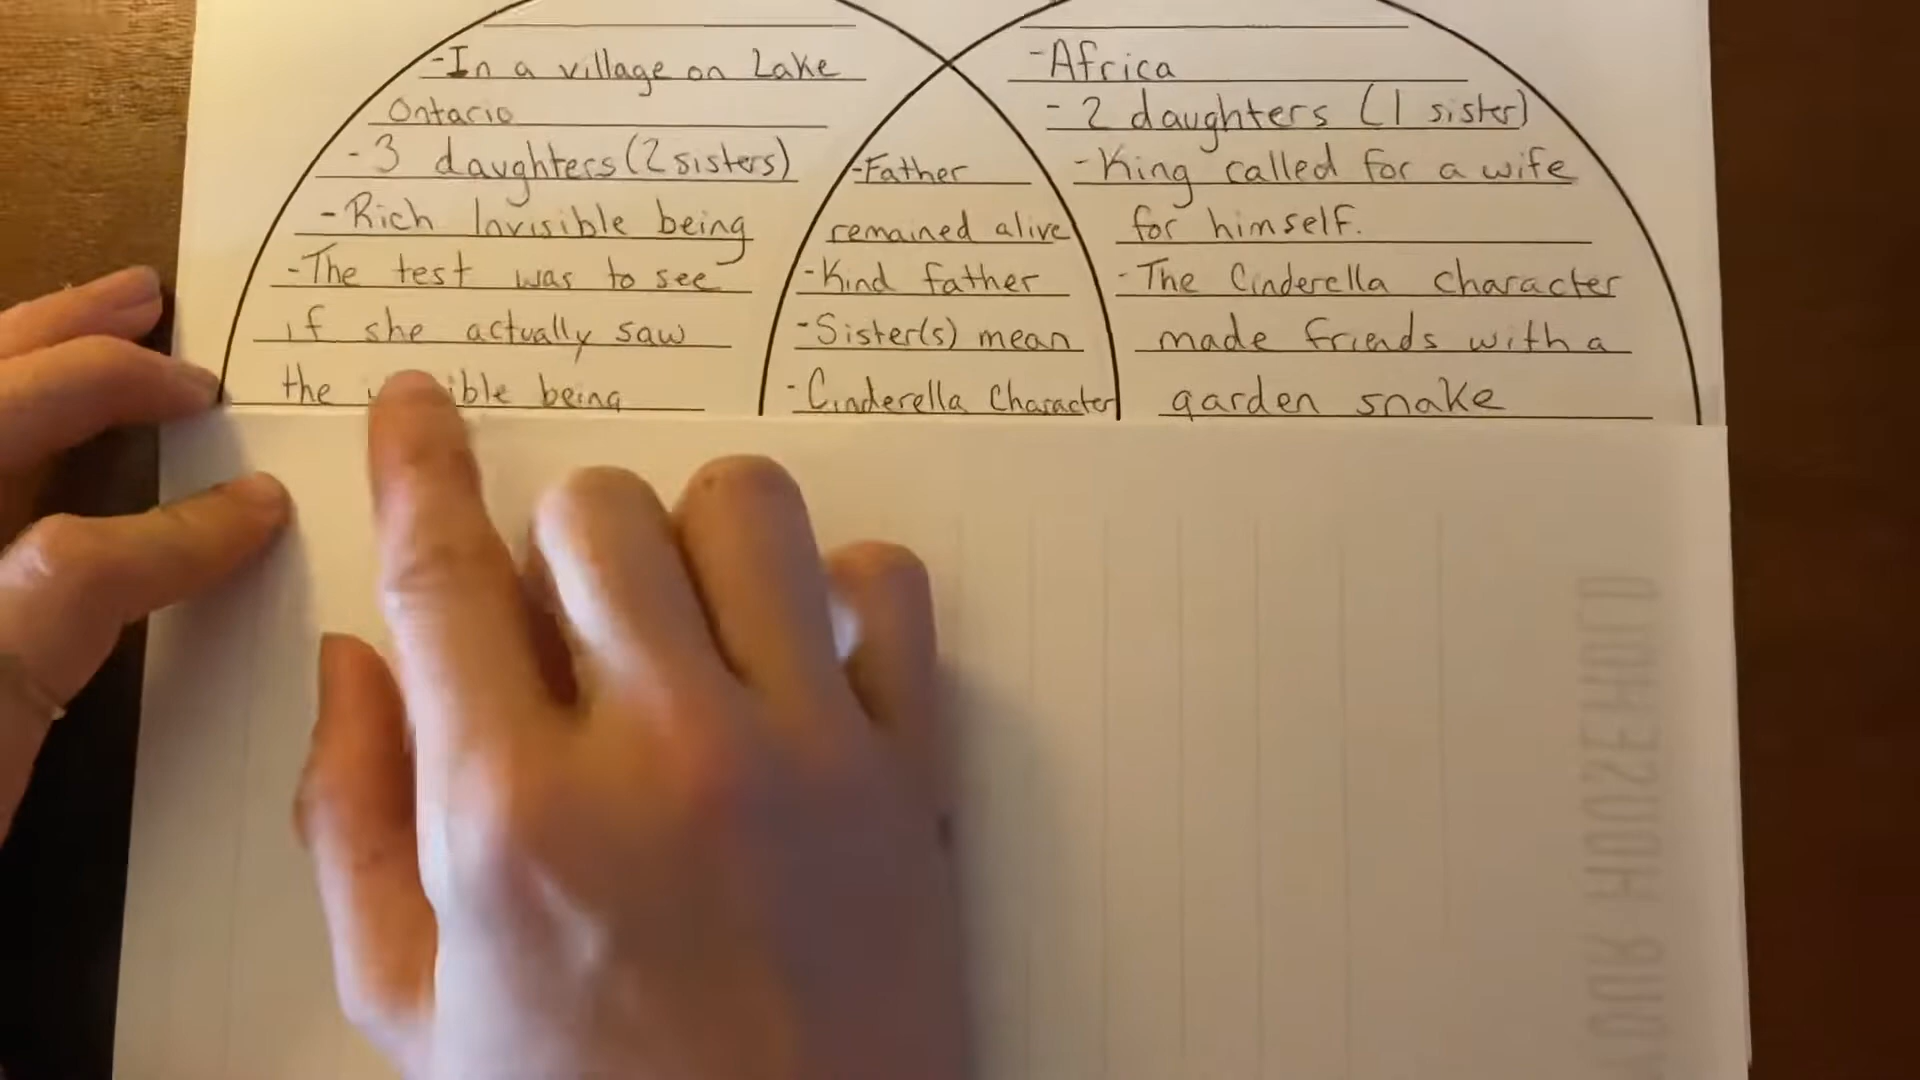 -In a village on Lake
Ontario
-3 daughters (2 sisters)
-Rich Invisible being
-The test was to see
if she actually saw
the being
-Father
remained alive
-Kind father
-Sister(s) mean
-Cinderella Character
-Africa
-2 daughters (1 sister)
-King called for a wife
for himself.
-The Cinderella character
made friends with a
garden snake